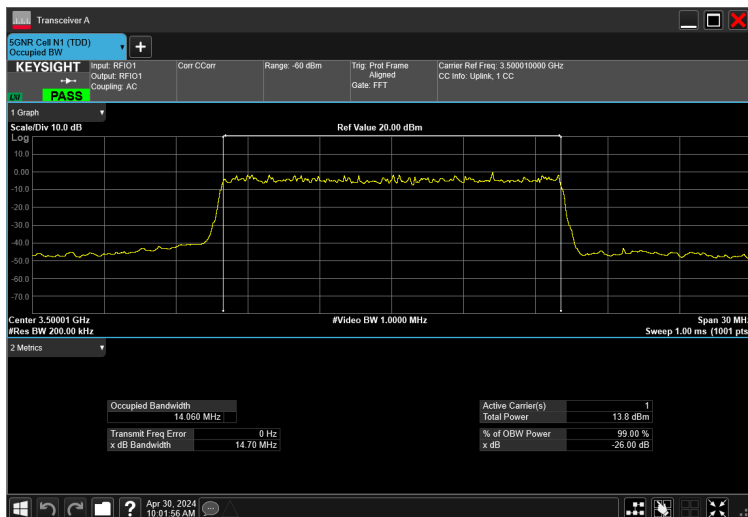 Transceiver A
5GNR Cell N1 (TDD)
Occupied BW
KEYSIGHT
LXI
PASS
Input: RFIO1
Output: RFIO1
Coupling: AC
Corr CCorr
Range: -60 dBm
Trig: Prot Frame
Aligned
Gate: FFT
Carrier Ref Freq: 3.500010000 GHz
CC Info: Uplink, 1 CC
1 Graph
Scale/Div 10.0 dB
Ref Value 20.00 dBm
Log
10.0
0.00
-10.0
-20.0
-30.0
-40.0
-50.0
-60.0
-70.0
Center 3.50001 GHz
#Video BW 1.0000 MHz
Span 30 MH
#Res BW 200.00 kHz
Sweep 1.00 ms (1001 pts
2 Metrics
Occupied Bandwidth
14.060 MHz
Transmit Freq Error 0 Hz
x dB Bandwidth 14.70 MHz
Active Carrier(s) 1
Total Power 13.8 dBm
% of OBW Power 99.00 %
x dB -26.00 dB
?
Apr 30, 2024
10:01:56 AM